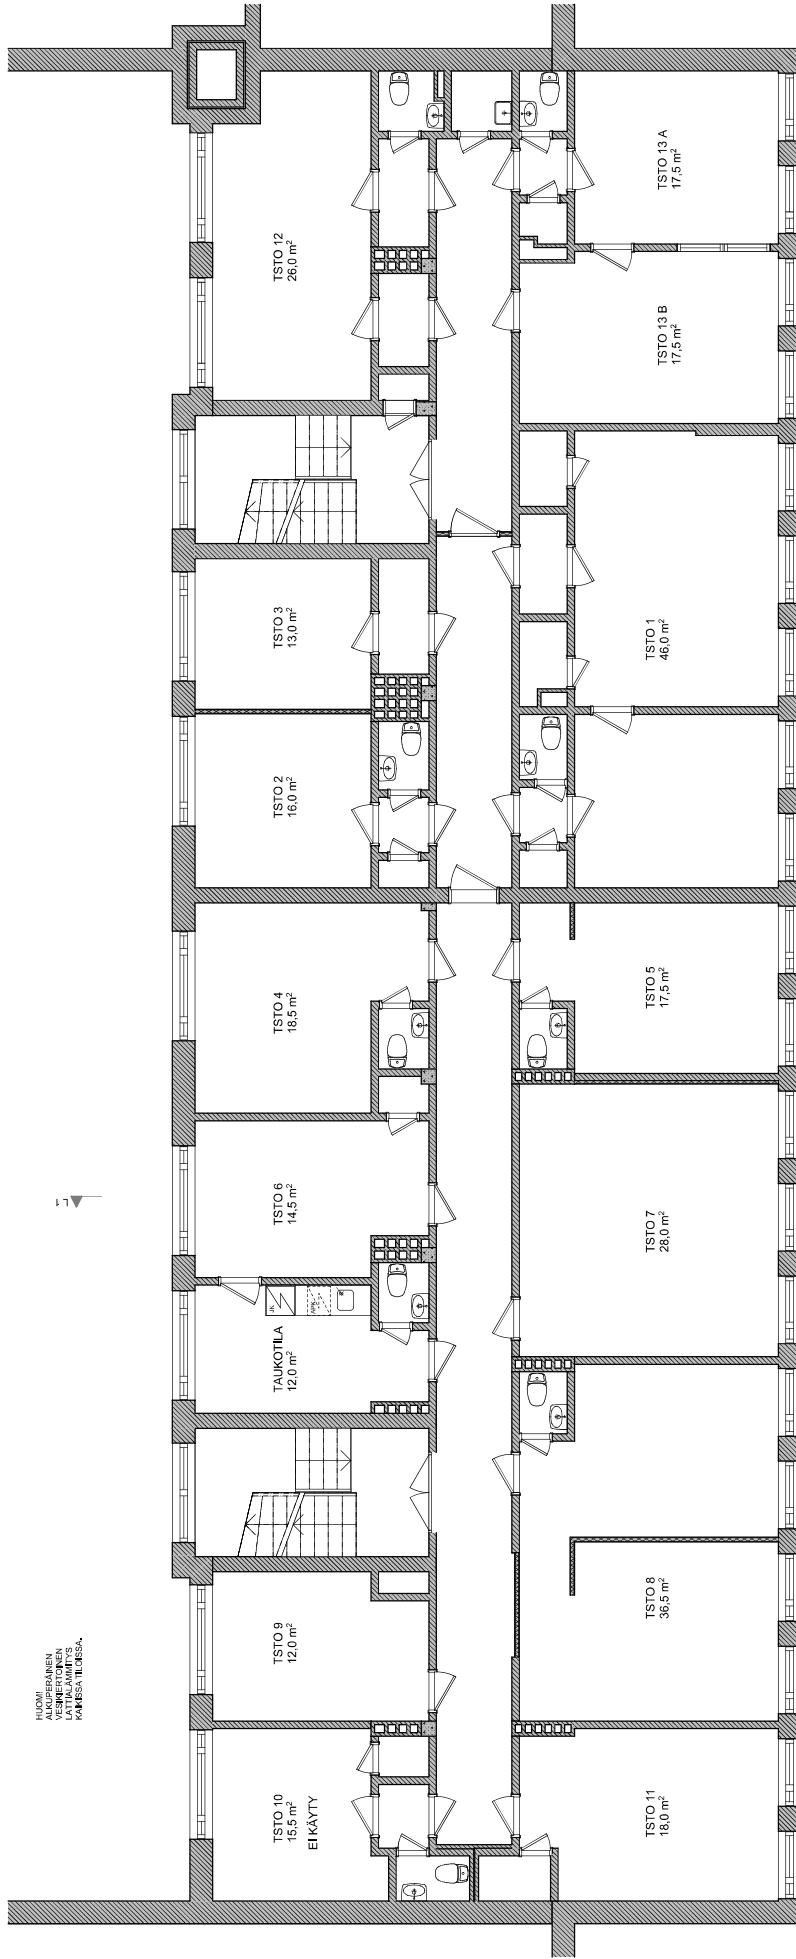 TSTO 12
26,0 m²
TSTO 13 A
17,5 m²
TSTO 13 B
17,5 m²
TSTO 3
13,0 m²
TSTO 1
46,0 m²
TSTO 2
16,0 m²
TSTO 4
18,5 m²
TSTO 5
17,5 m²
L1
TSTO 6
14,5 m²
TSTO 7
28,0 m²
JK
APK
TAUKOTILA
12,0 m²
TSTO 9
12,0 m²
TSTO 8
36,5 m²
HUOM!
ALKUPERÄINEN
VESIKIERTOINEN
LATTIALÄMMITYS
KAIKISSA TILOISSA.
TSTO 10
15,5 m²
EI KÄYTY
TSTO 11
18,0 m²